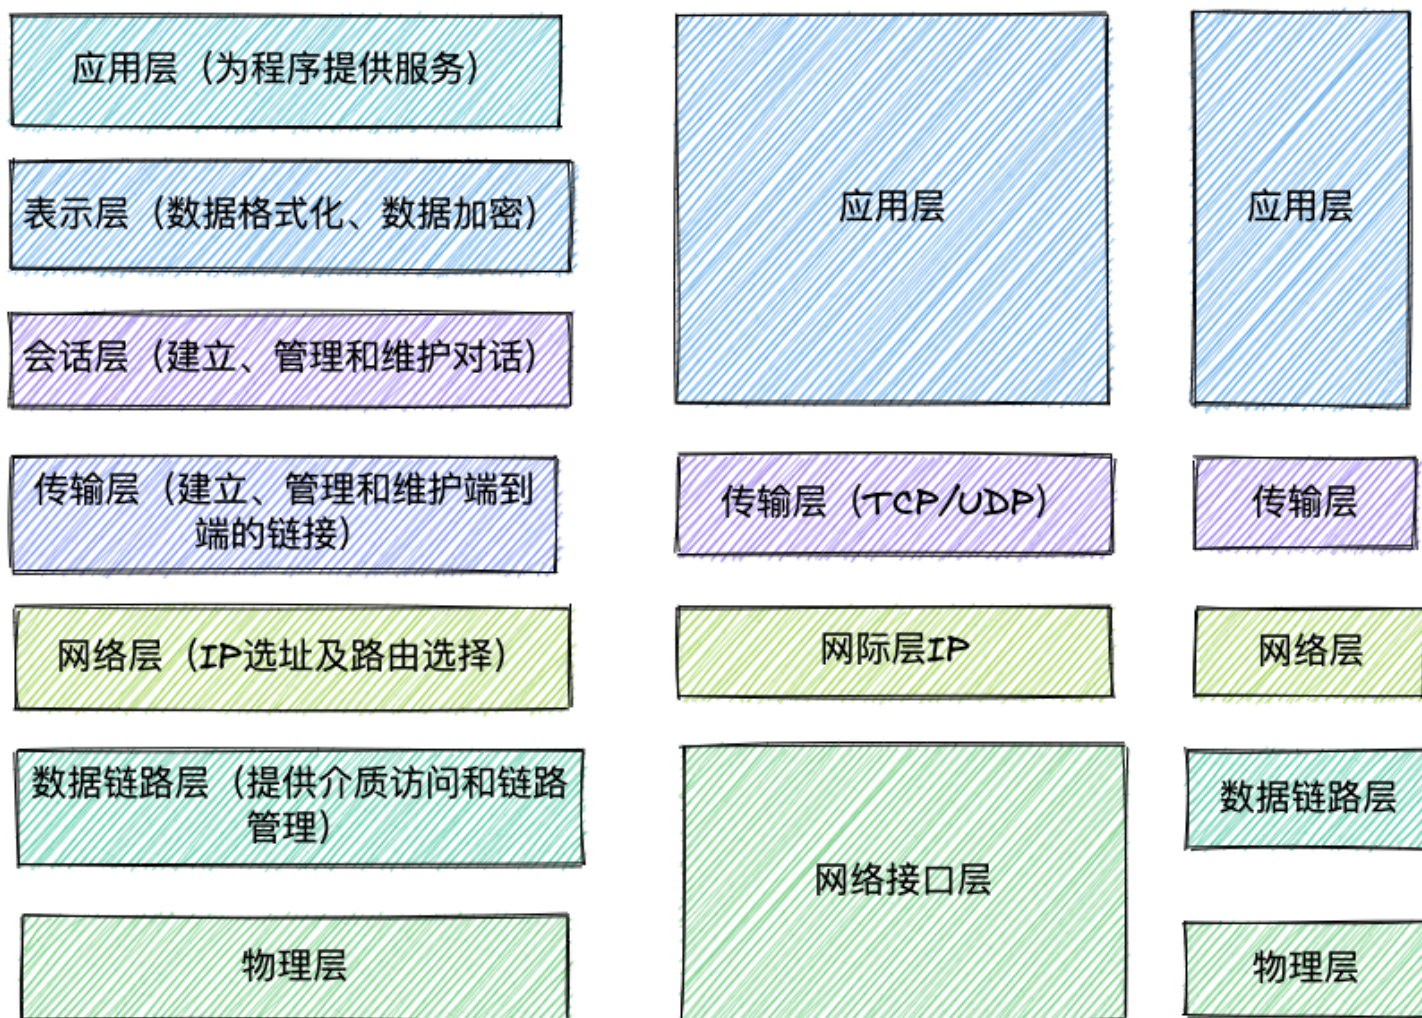 应用层（为程序提供服务）
表示层（数据格式化、数据加密）
会话层（建立、管理和维护对话）
传输层（建立、管理和维护端到
端的链接）
网络层（IP选址及路由选择）
数据链路层（提供介质访问和链路
管理）
物理层
应用层
传输层（TCP/UDP）
网际层IP
网络接口层
应用层
传输层
网络层
数据链路层
物理层